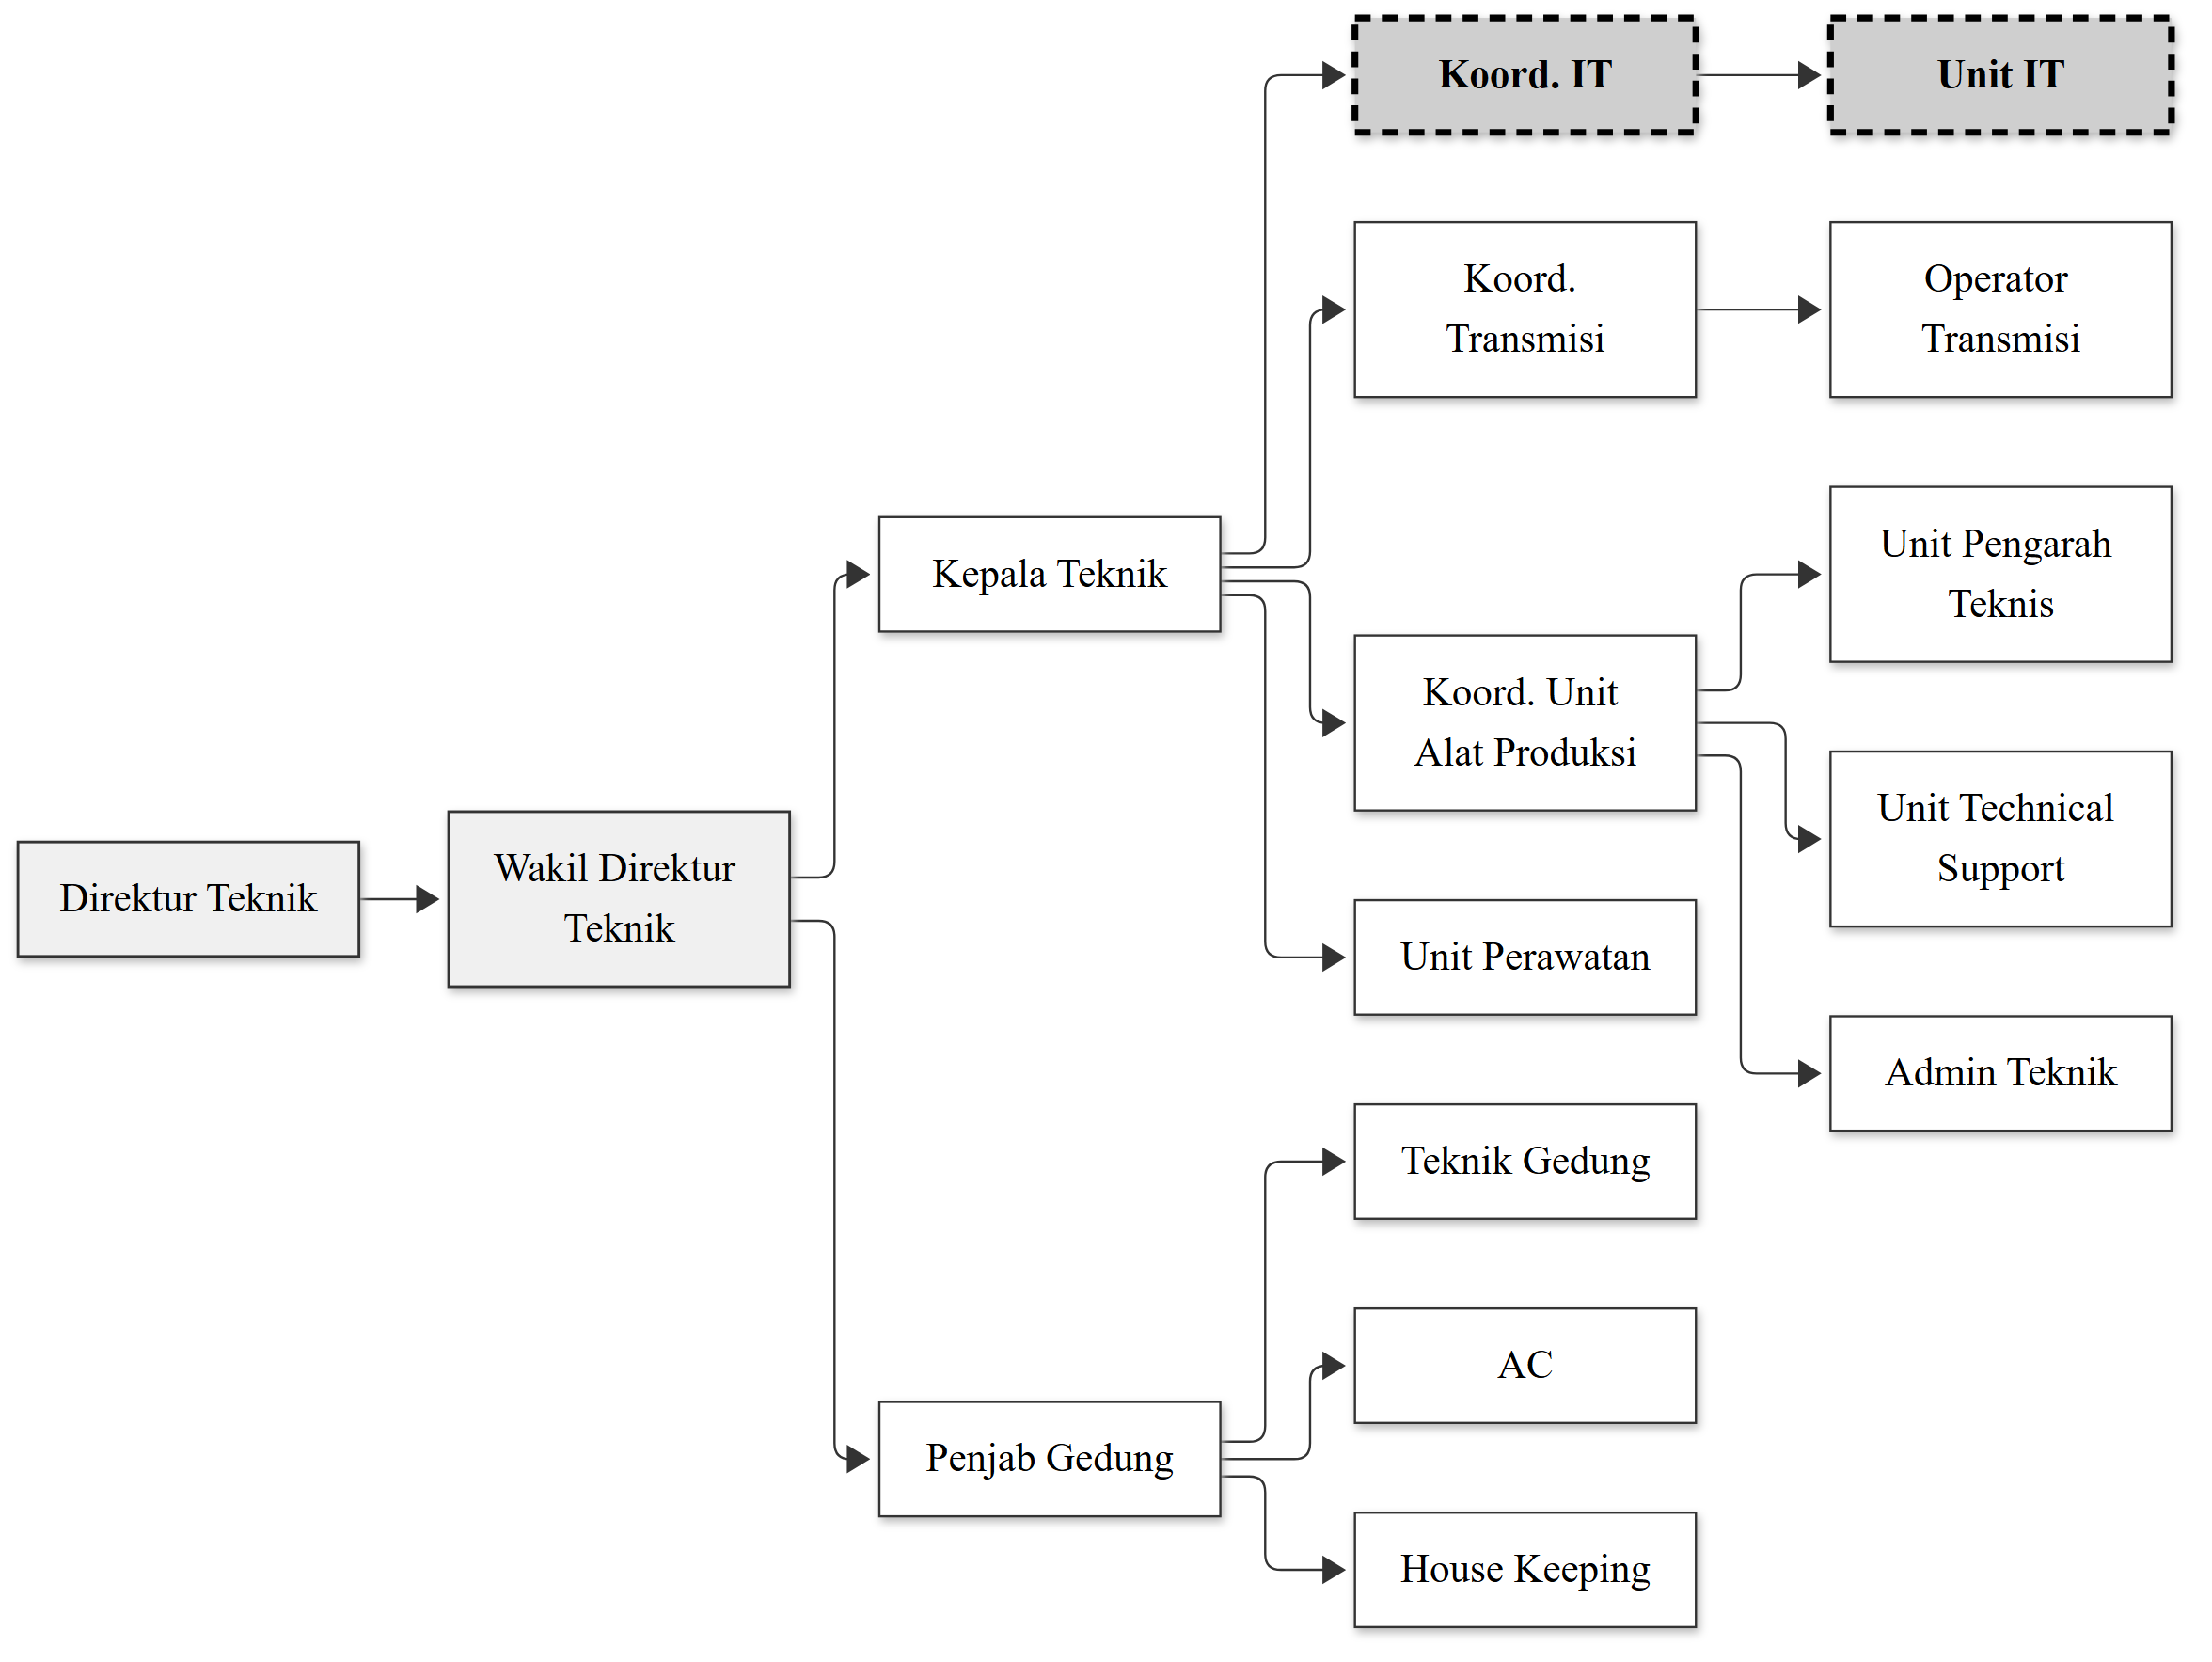 Koord. IT
Unit IT
Koord.
Transmisi
Operator
Transmisi
Unit Pengarah
Teknis
Kepala Teknik
Koord. Unit
Alat Produksi
Unit Technical
Support
Direktur Teknik
Wakil Direktur
Teknik
Unit Perawatan
Admin Teknik
Teknik Gedung
AC
Penjab Gedung
House Keeping